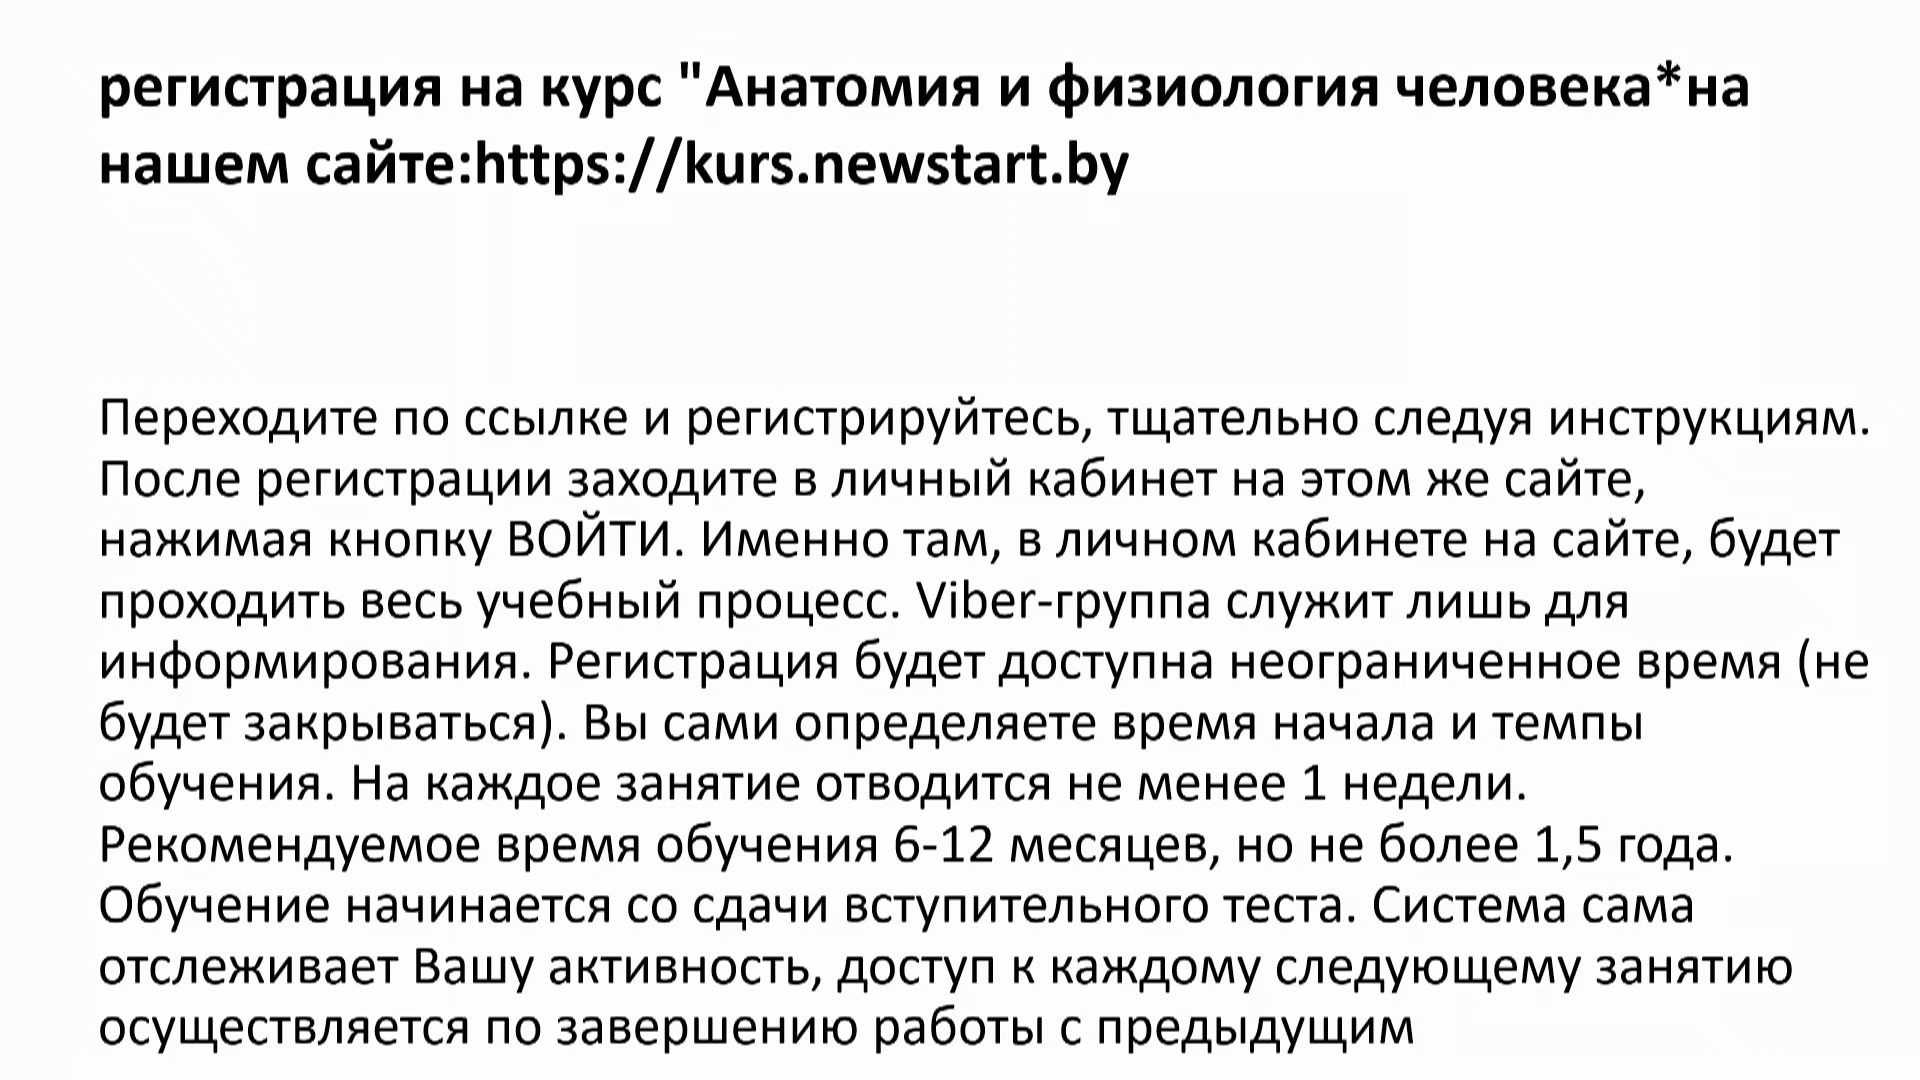 регистрация на курс "Анатомия и физиология человека*на
нашем сайте:https://kurs.newstart.by
Переходите по ссылке и регистрируйтесь, тщательно следуя инструкциям.
После регистрации заходите в личный кабинет на этом же сайте,
нажимая кнопку ВОЙТИ. Именно там, в личном кабинете на сайте, будет
проходить весь учебный процесс. Viber-группа служит лишь для
информирования. Регистрация будет доступна неограниченное время (не
будет закрываться). Вы сами определяете время начала и темпы
обучения. На каждое занятие отводится не менее 1 недели.
Рекомендуемое время обучения 6-12 месяцев, но не более 1,5 года.
Обучение начинается со сдачи вступительного теста. Система сама
отслеживает Вашу активность, доступ к каждому следующему занятию
осуществляется по завершению работы с предыдущим